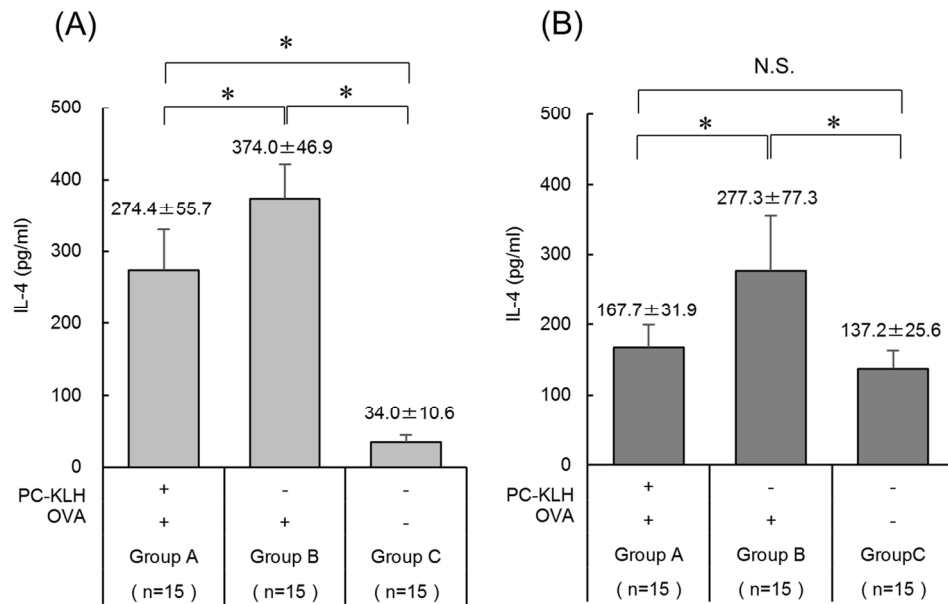 (A)
*
*
*
500
400
300
200
100
0
IL-4 (pg/ml)
274.4±55.7
374.0±46.9
34.0±10.6
PC-KLH + - -
OVA + + -
Group A Group B Group C
( n=15 ) ( n=15 ) ( n=15 )
(B)
N.S.
*
*
500
400
300
200
100
0
IL-4 (pg/ml)
167.7±31.9
277.3±77.3
137.2±25.6
PC-KLH + - -
OVA + + -
Group A Group B GroupC
( n=15 ) ( n=15 ) ( n=15 )